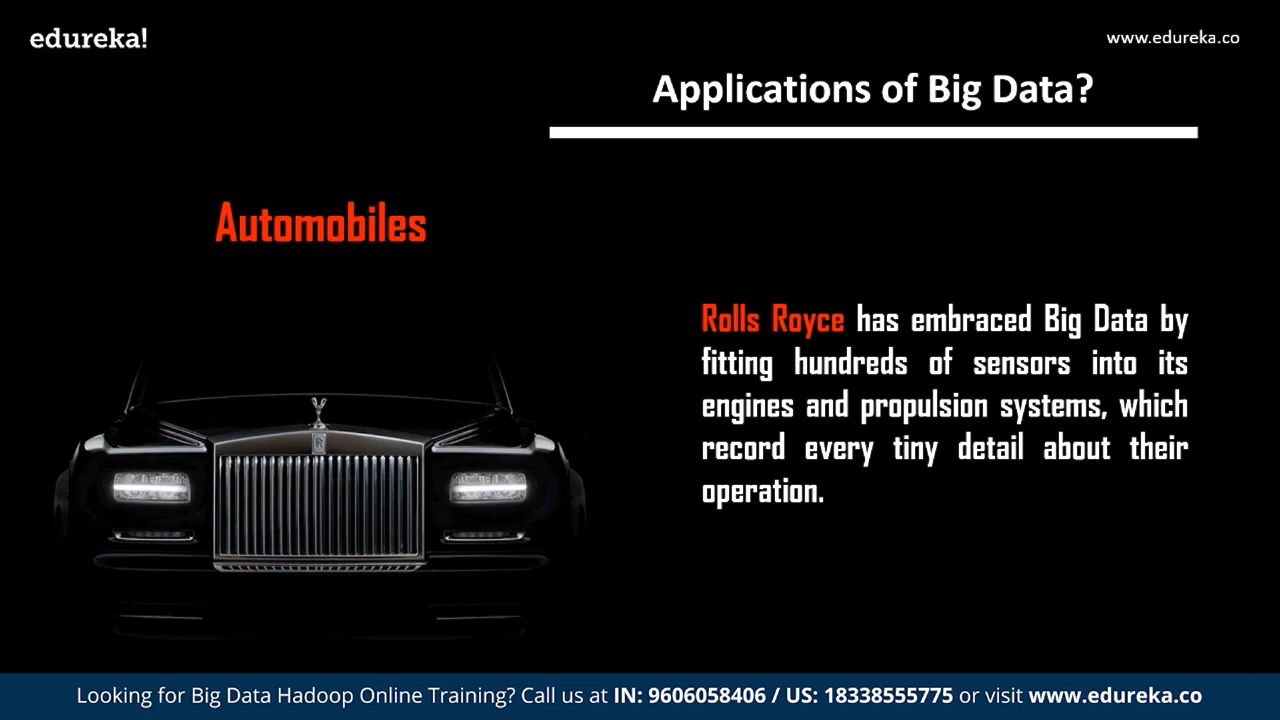 edureka!
www.edureka.co
Applications of Big Data?
Automobiles
Rolls Royce has embraced Big Data by
fitting hundreds of sensors into its
engines and propulsion systems, which
record every tiny detail about their
operation.
Looking for Big Data Hadoop Online Training? Call us at IN: 9606058406 / US: 18338555775 or visit www.edureka.co